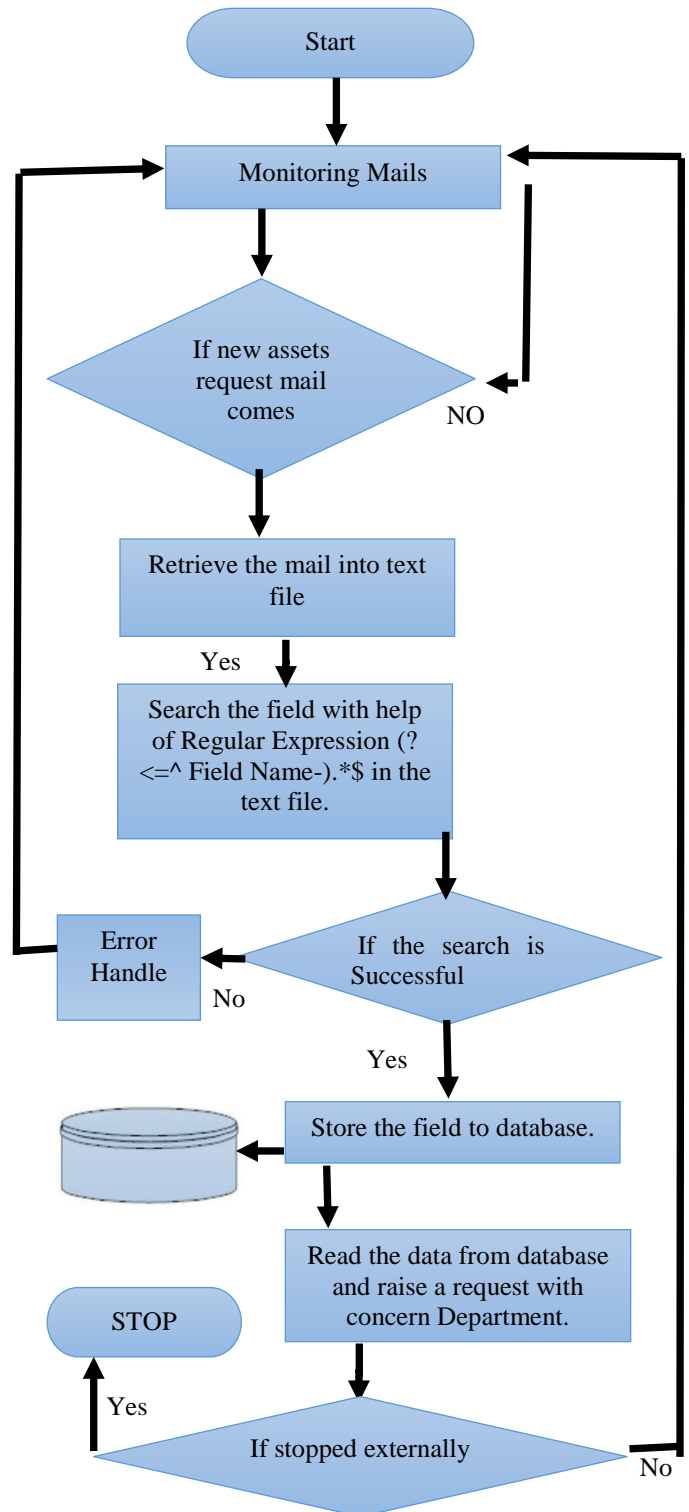 Start
Monitoring Mails
If new assets
request mail
comes
NO
Retrieve the mail into text
file
Yes
Search the field with help
of Regular Expression (?
<=^ Field Name-).*$ in the
text file.
If the search is
Successful
Error
Handle
No
Yes
Store the field to database.
Read the data from database
and raise a request with
concern Department.
STOP
Yes
If stopped externally
No